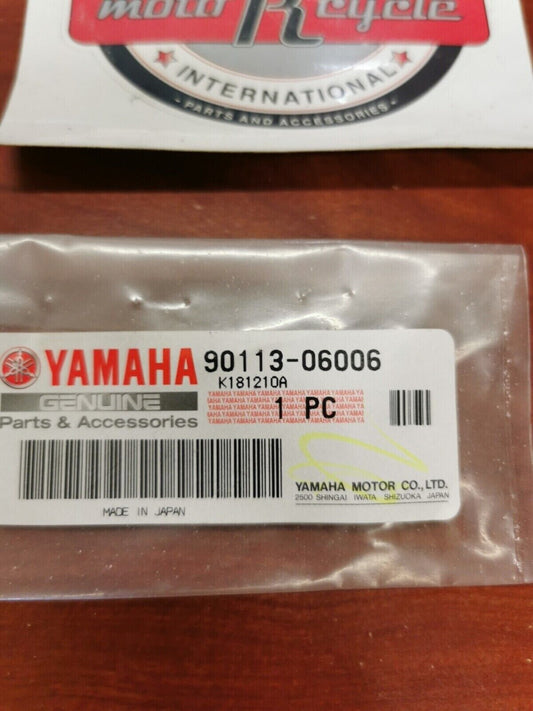 moto R cycle
INTERNATIONAL
- PARTS AND ACCESSORIES -
YAMAHA 90113-06006
K181210A
GENUINE
Parts & Accessories
1 PC
YAMAHA MOTOR CO., LTD.
2500 SHINGAI IWATA SHIZUOKA JAPAN
MADE IN JAPAN